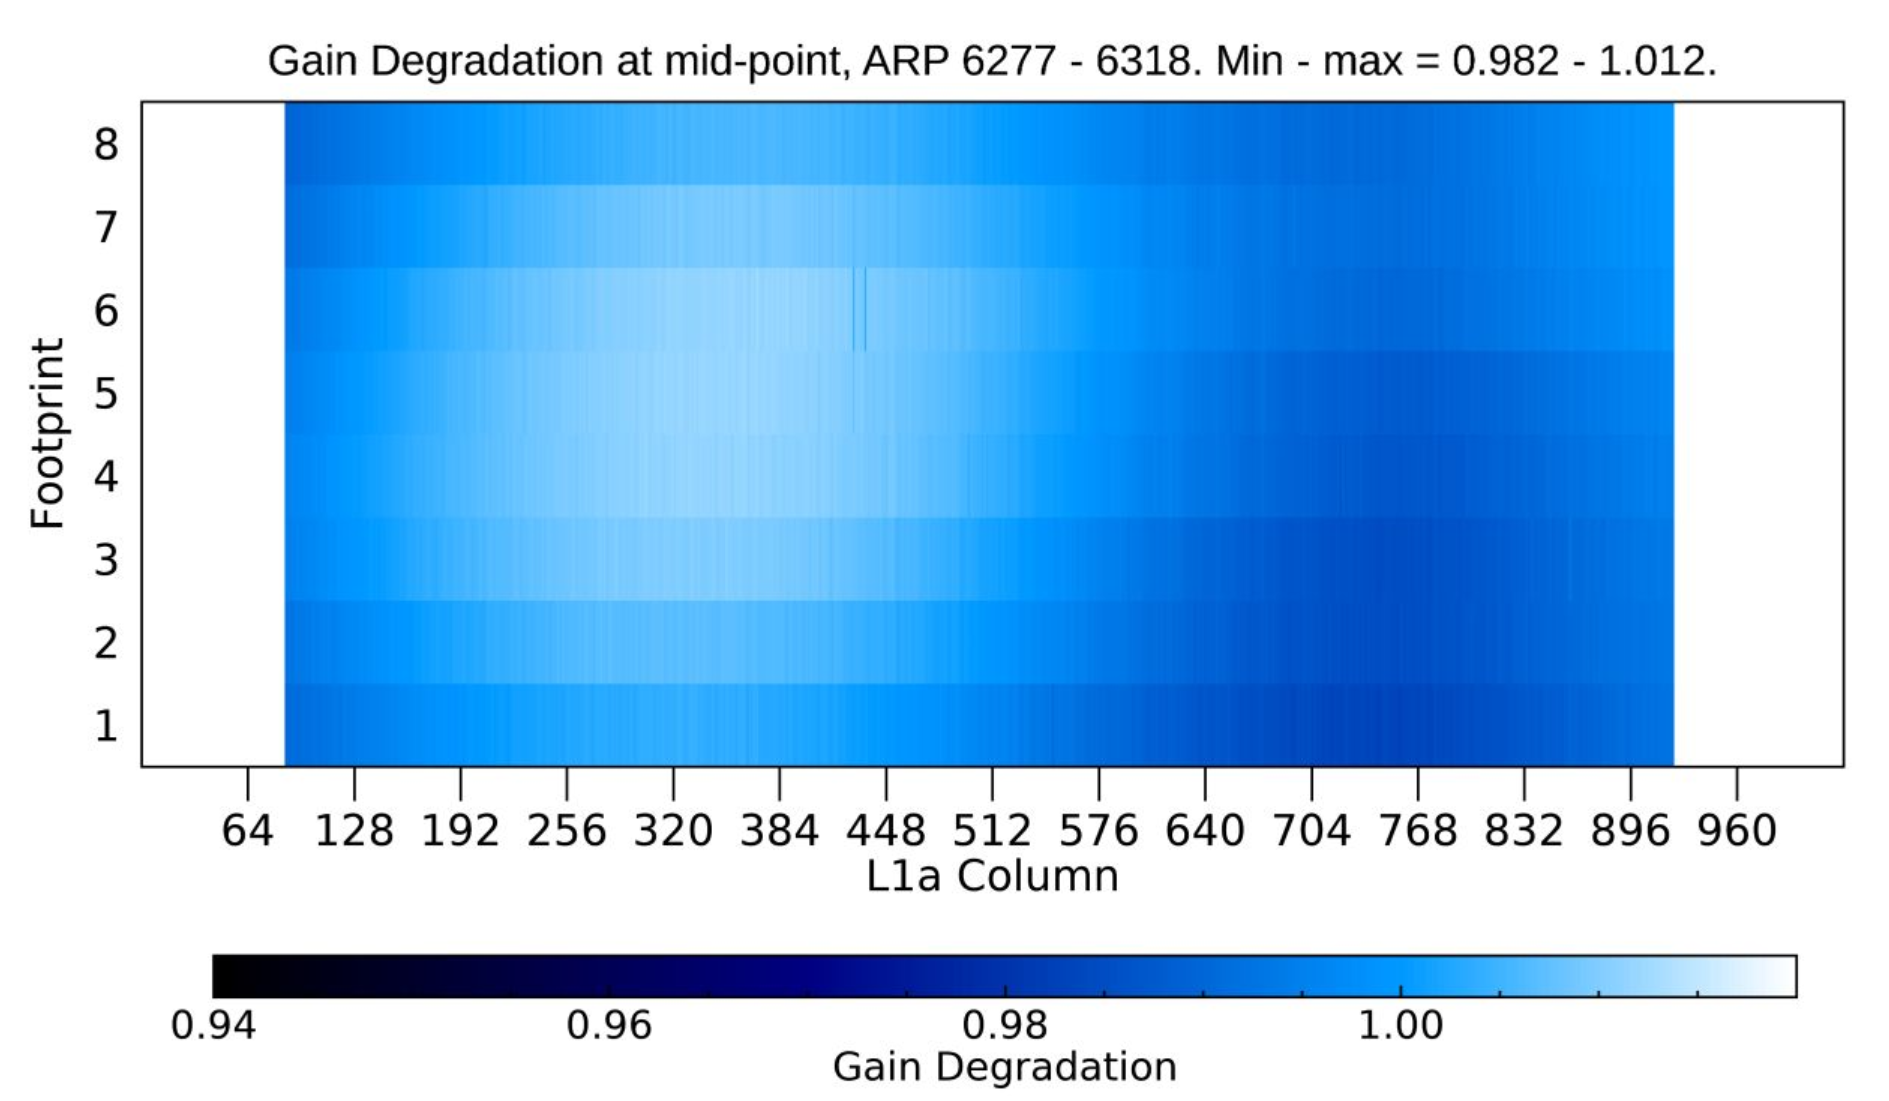 Gain Degradation at mid-point, ARP 6277 - 6318. Min - max = 0.982 - 1.012.
8
7
6
5
4
3
2
1
Footprint
64 128 192 256 320 384 448 512 576 640 704 768 832 896 960
L1a Column
0.94 0.96 0.98 1.00
Gain Degradation